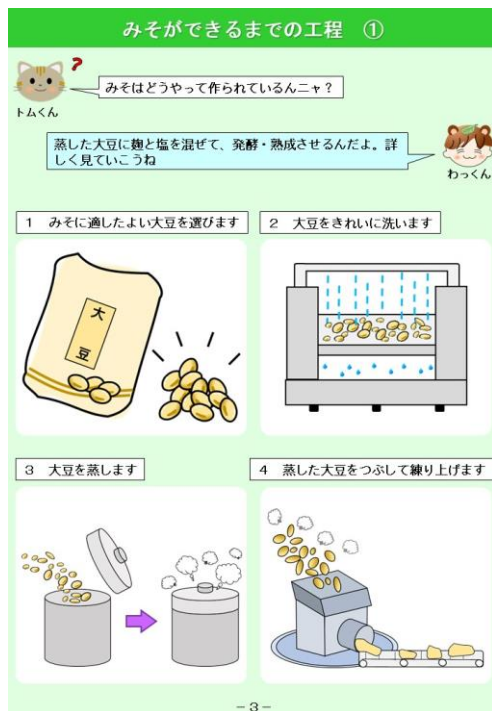 みそができるまでの工程　①
?
みそはどうやって作られているんニャ？
トムくん
蒸した大豆に麹と塩を混ぜて、発酵・熟成させるんだよ。詳
しく見ていこうね
わっくん
1　みそに適したよい大豆を選びます
2　大豆をきれいに洗います
大豆
3　大豆を蒸します
4　蒸した大豆をつぶして練り上げます
－3－